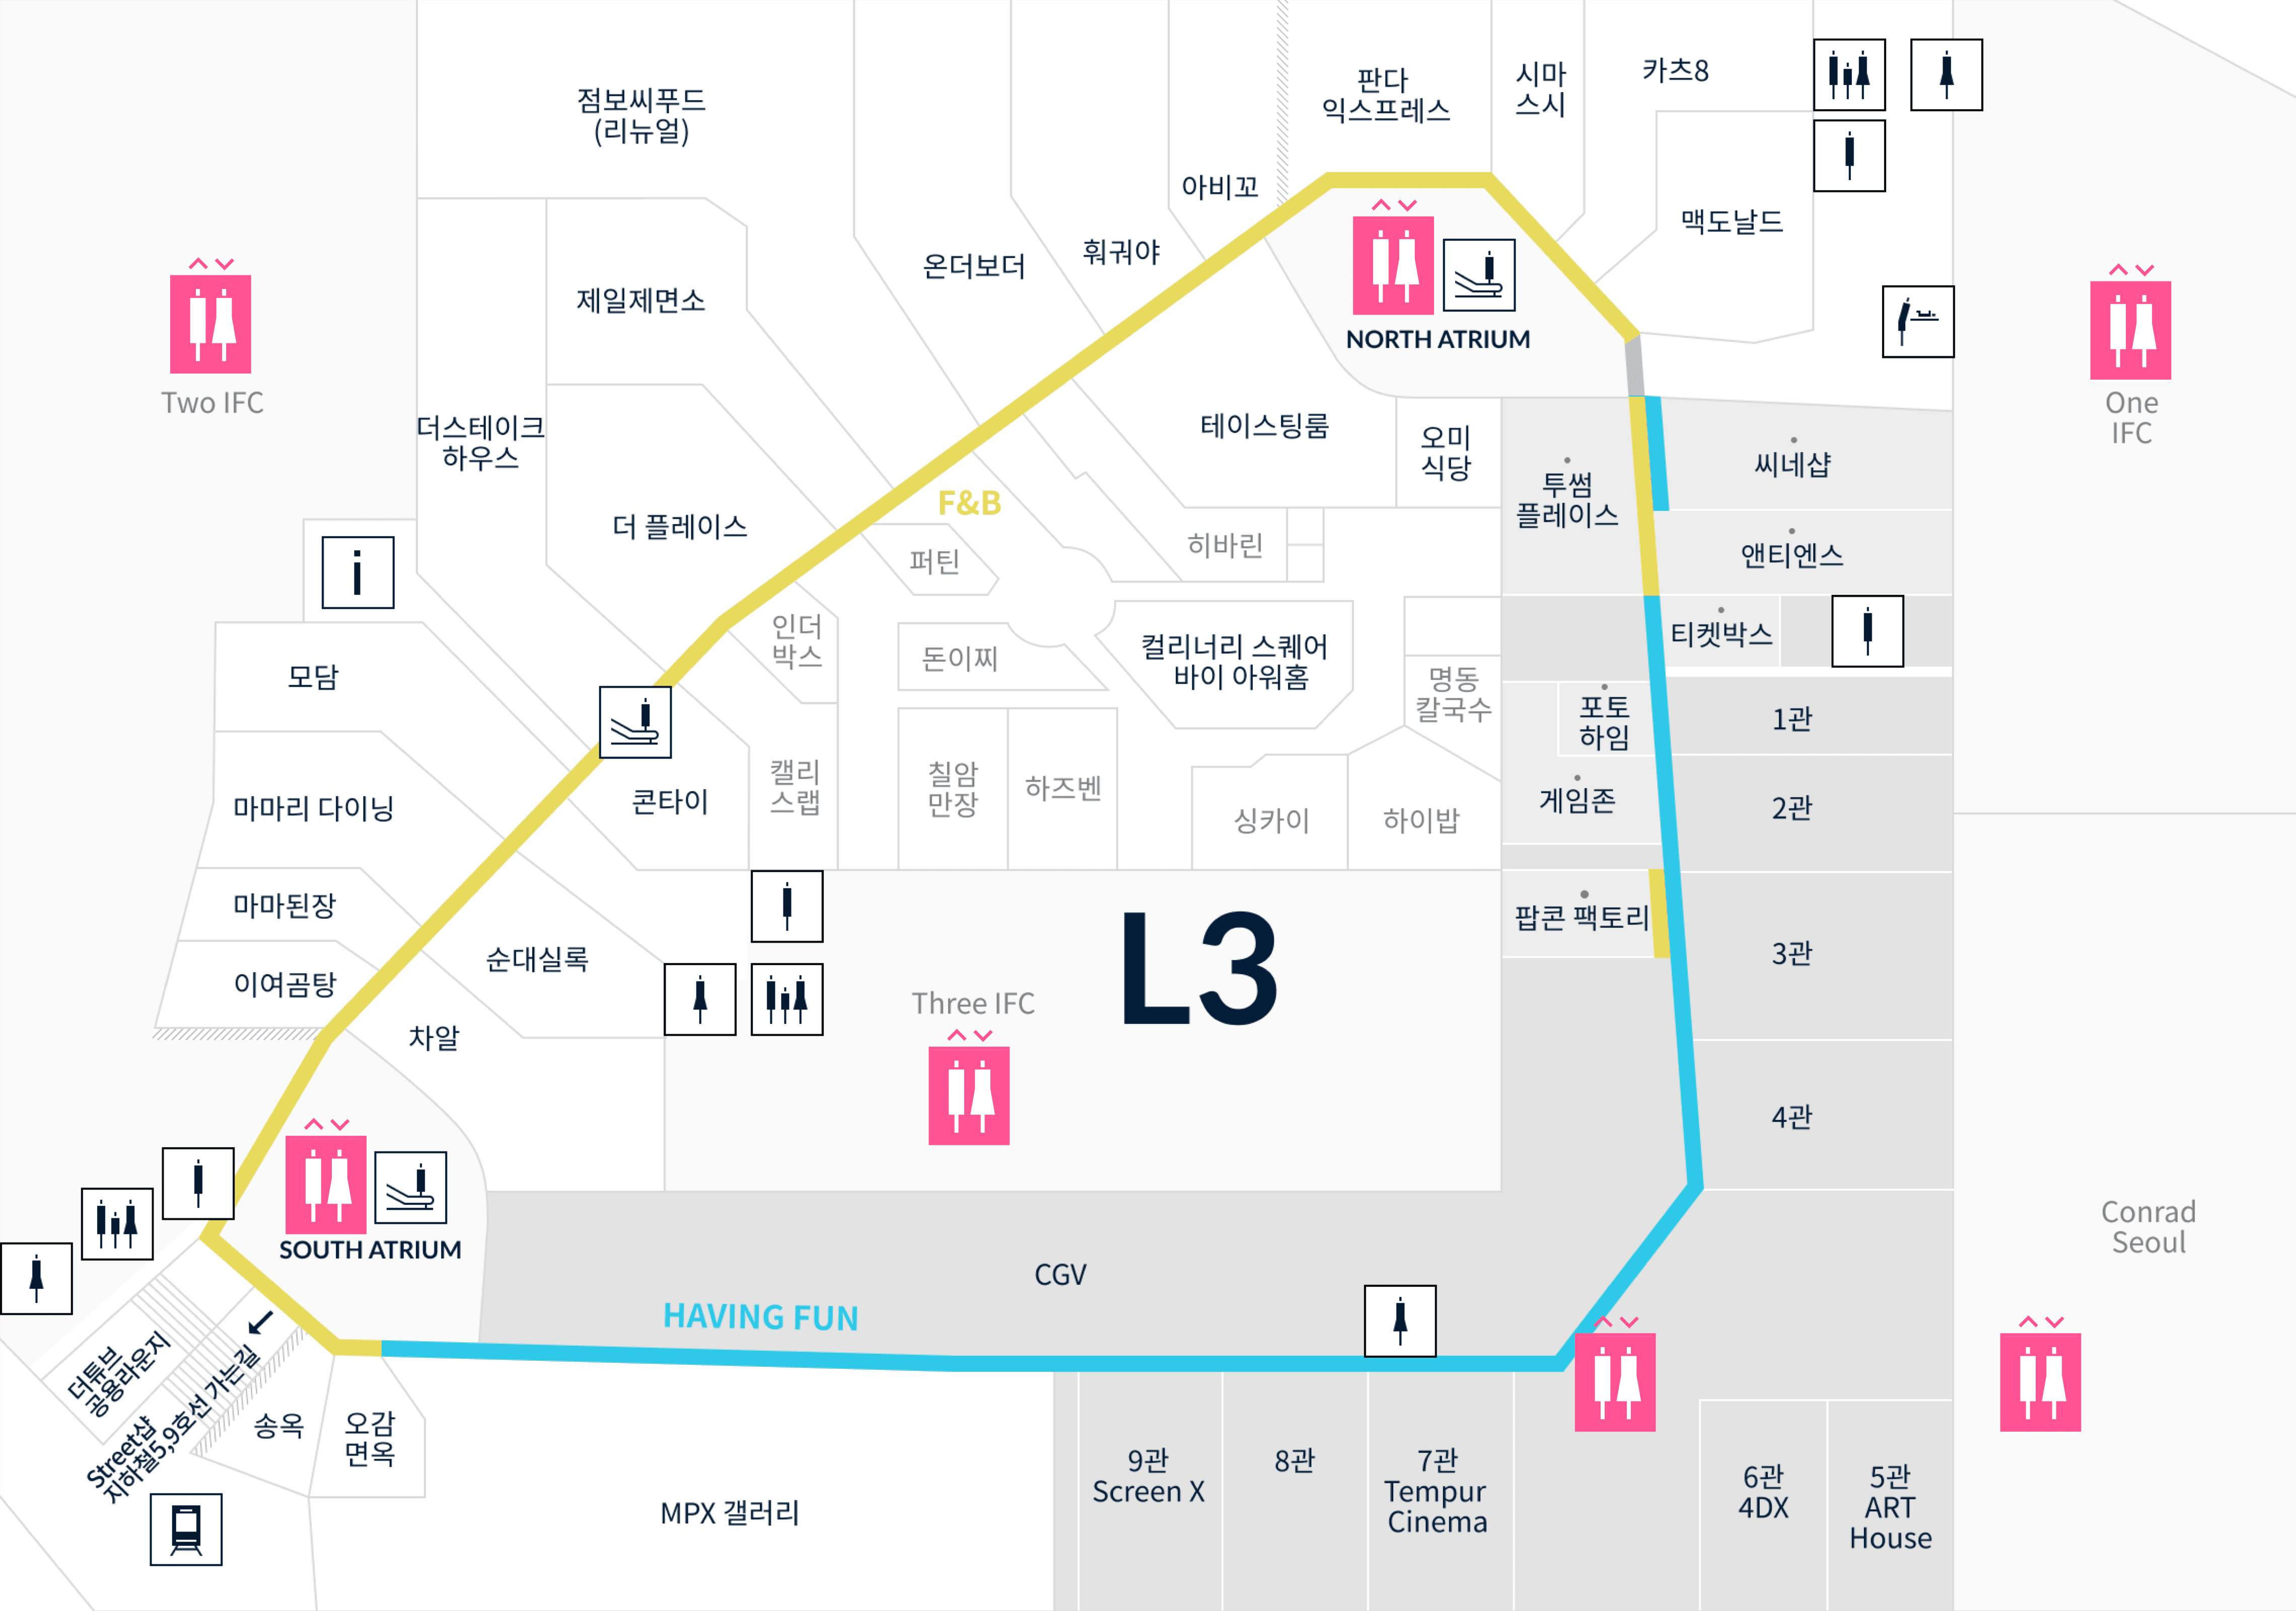 점보씨푸드
(리뉴얼)
판다
익스프레스
시마
스시
카츠8
아비꼬
맥도날드
훠궈야
온더보더
제일제면소
NORTH ATRIUM
Two IFC
One
IFC
더스테이크
하우스
테이스팅룸
오미
식당
씨네샵
투썸
플레이스
F&B
더 플레이스
히바린
퍼틴
앤티엔스
i
인더
박스
돈이찌
컬리너리 스퀘어
바이 아워홈
티켓박스
모담
명동
칼국수
포토
하임
1관
캘리
스랩
칠암
만장
하즈벤
콘타이
싱카이
하이밥
게임존
2관
마마리 다이닝
마마된장
팝콘 팩토리
3관
순대실록
L3
이여곰탕
Three IFC
차알
4관
SOUTH ATRIUM
Conrad
Seoul
CGV
HAVING FUN
더튜브
공용라운지
Street샵
지하철5,9호선 가는길
송옥
오감
면옥
MPX 갤러리
9관
Screen X
8관
7관
Tempur
Cinema
6관
4DX
5관
ART
House